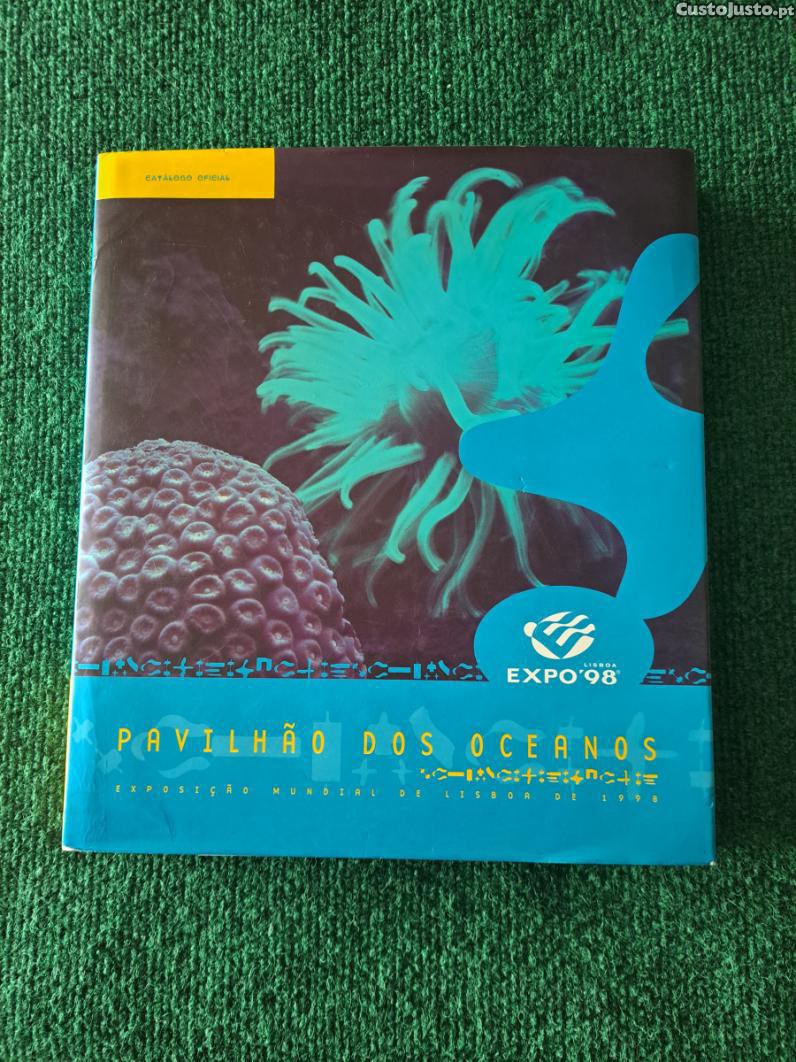 CustoJusto.pt
CATÁLOGO OFICIAL
LISBOA
EXPO'98®
PAVILHÃO DOS OCEANOS
EXPOSIÇÃO MUNDIAL DE LISBOA DE 1998